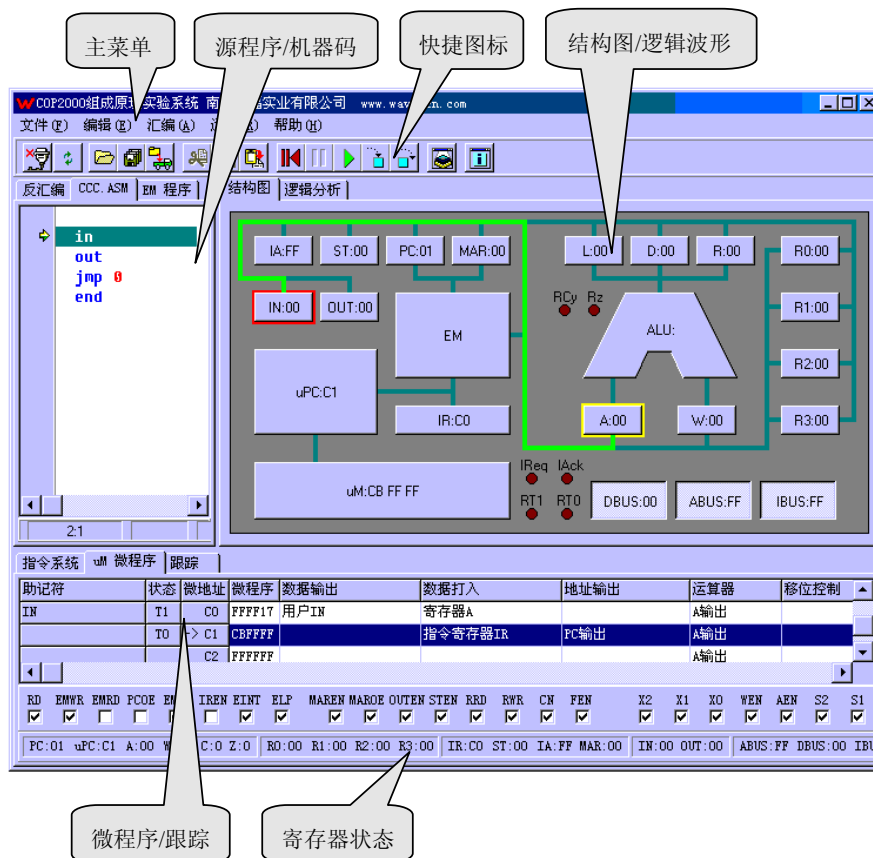 主菜单
源程序/机器码
快捷图标
结构图/逻辑波形
COP2000组成原理实验系统 南 实业有限公司 www.wav n.com
文件(F) 编辑(E) 汇编(A) 帮助(H)
反汇编 CCC.ASM EM 程序 结构图 逻辑分析
in
out
jmp 0
end
2:1
IA:FF ST:00 PC:01 MAR:00 L:00 D:00 R:00 R0:00
IN:00 OUT:00 RCy Rz R1:00
EM ALU:
R2:00
uPC:C1
IR:C0 A:00 W:00 R3:00
IReq IAck
uM:CB FF FF
RT1 RT0 DBUS:00 ABUS:FF IBUS:FF
指令系统 uM 微程序 跟踪
助记符 状态 微地址 微程序 数据输出 数据打入 地址输出 运算器 移位控制
IN T1 C0 FFFF17 用户IN 寄存器A A输出
T0 > C1 CBFFFF 指令寄存器IR PC输出 A输出
C2 FFFFFF A输出
RD EMWR EMRD PCOE EM IREN EINT ELP MAREN MAROE OUTEN STEN RRD RWR CN FEN X2 X1 X0 WEN AEN S2 S1
PC:01 uPC:C1 A:00 W C:0 Z:0 R0:00 R1:00 R2:00 R3:00 IR:C0 ST:00 IA:FF MAR:00 IN:00 OUT:00 ABUS:FF DBUS:00 IBU
微程序/跟踪
寄存器状态